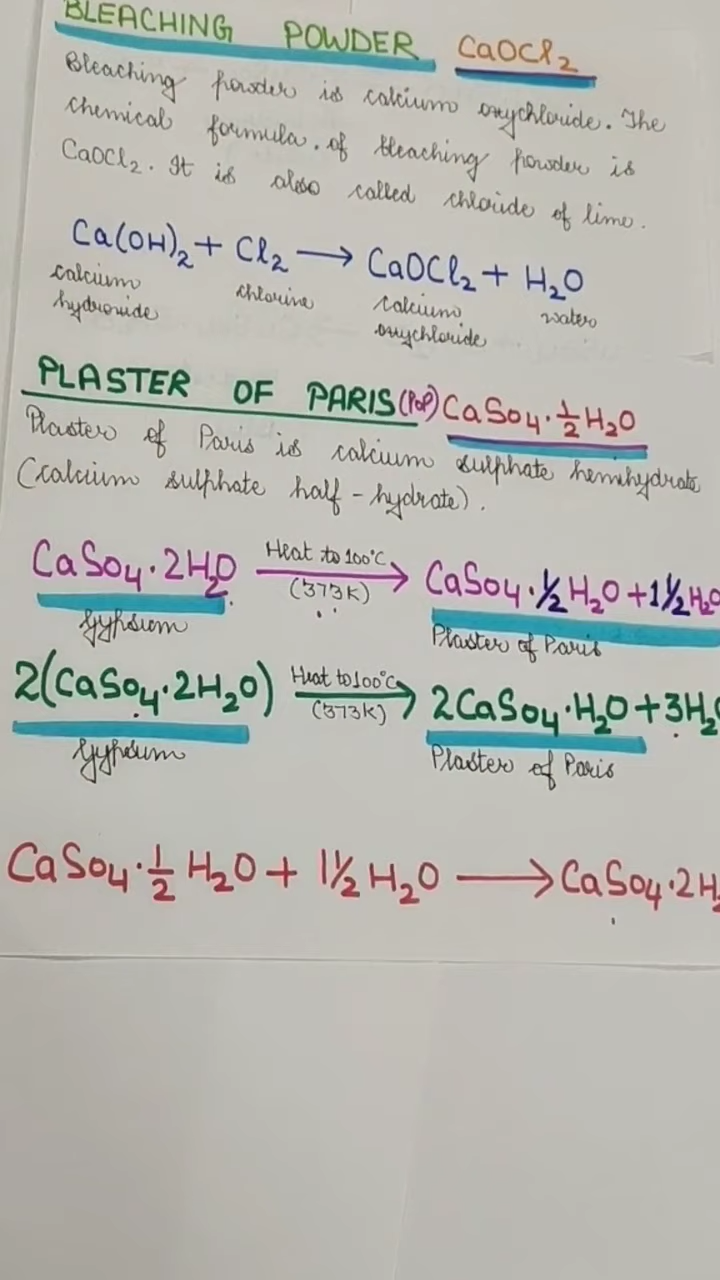 BLEACHING POWDER CaOCl₂
Bleaching powder is calcium oxychloride. The
chemical formula. of bleaching powder is
CaOCl₂. It is also called chloride of lime.
Ca(OH)₂ + Cl₂ → CaOCl₂ + H₂O
calcium hydroxide chlorine calcium oxychloride water
PLASTER OF PARIS (POP) CaSo₄·½H₂O
Plaster of Paris is calcium sulphate hemihydrate
(calcium sulphate half-hydrate).
CaSo₄·2H₂O Heat to 100°C (373K) → CaSo₄·½H₂O + 1½H₂O
Gypsum Plaster of Paris
2(CaSo₄·2H₂O) Heat to 100°C (373K) → 2CaSo₄·H₂O + 3H₂O
Gypsum Plaster of Paris
CaSo₄·½H₂O + 1½H₂O → CaSo₄·2H₂